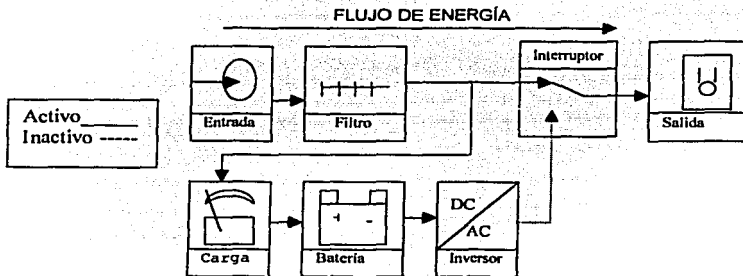 FLUJO DE ENERGÍA
Interruptor
Activo
Inactivo -----
Entrada
Filtro
Salida
DC
AC
Carga
Batería
Inversor